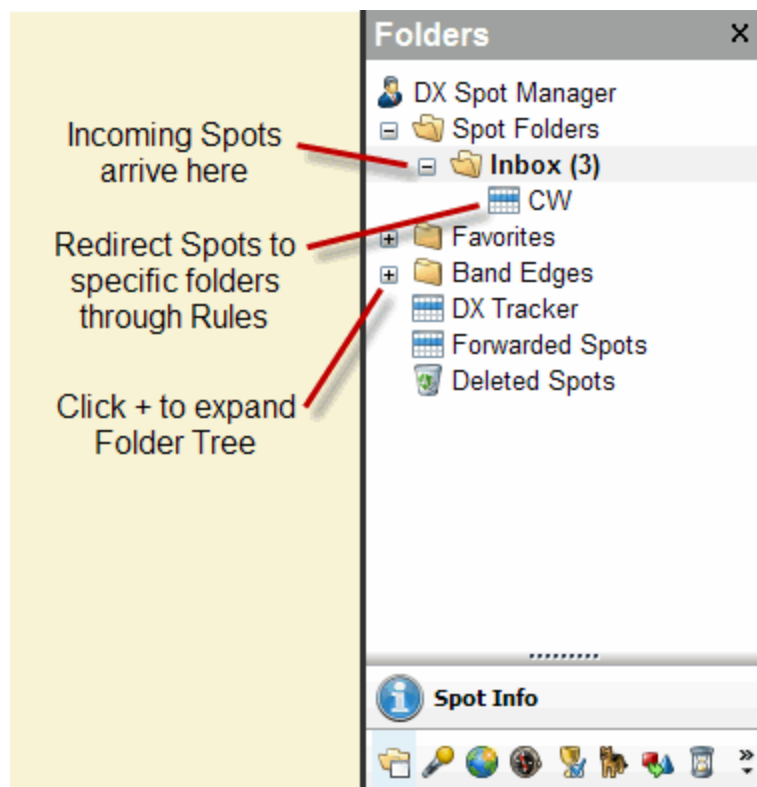 Folders
DX Spot Manager
Spot Folders
Inbox (3)
CW
Favorites
Band Edges
DX Tracker
Forwarded Spots
Deleted Spots
Spot Info
Incoming Spots
arrive here
Redirect Spots to
specific folders
through Rules
Click + to expand
Folder Tree